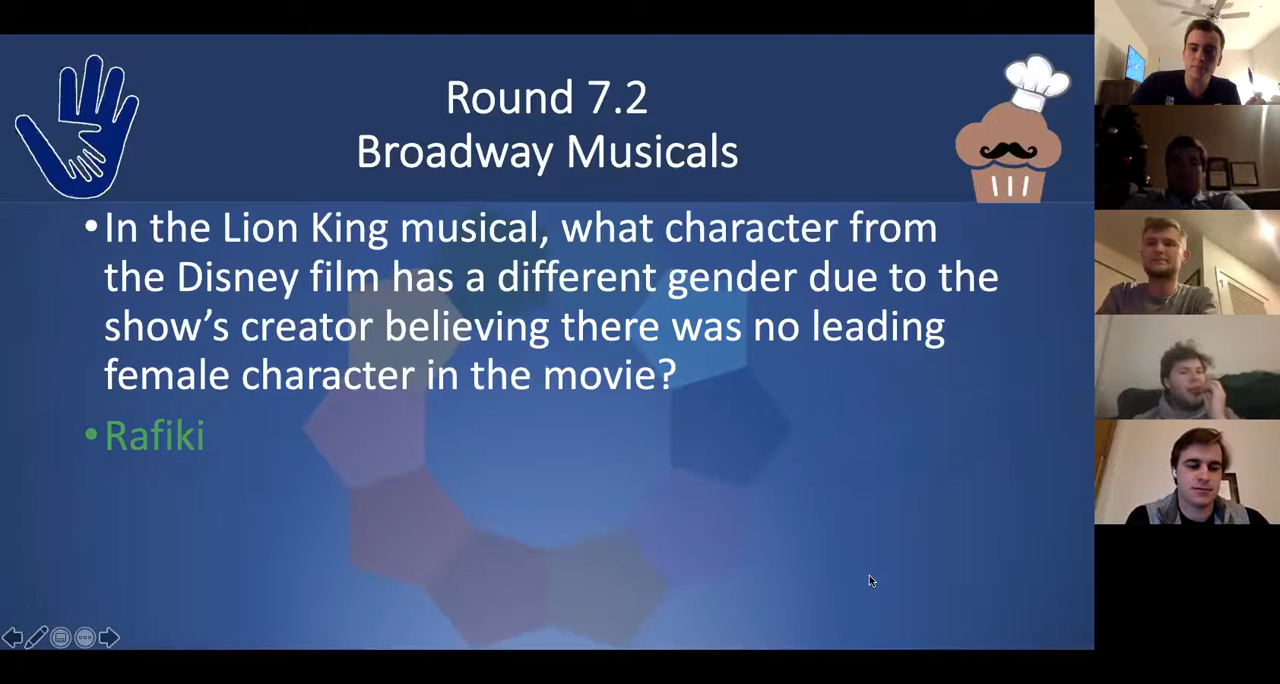 Round 7.2
Broadway Musicals
•In the Lion King musical, what character from
the Disney film has a different gender due to the
show’s creator believing there was no leading
female character in the movie?
•Rafiki